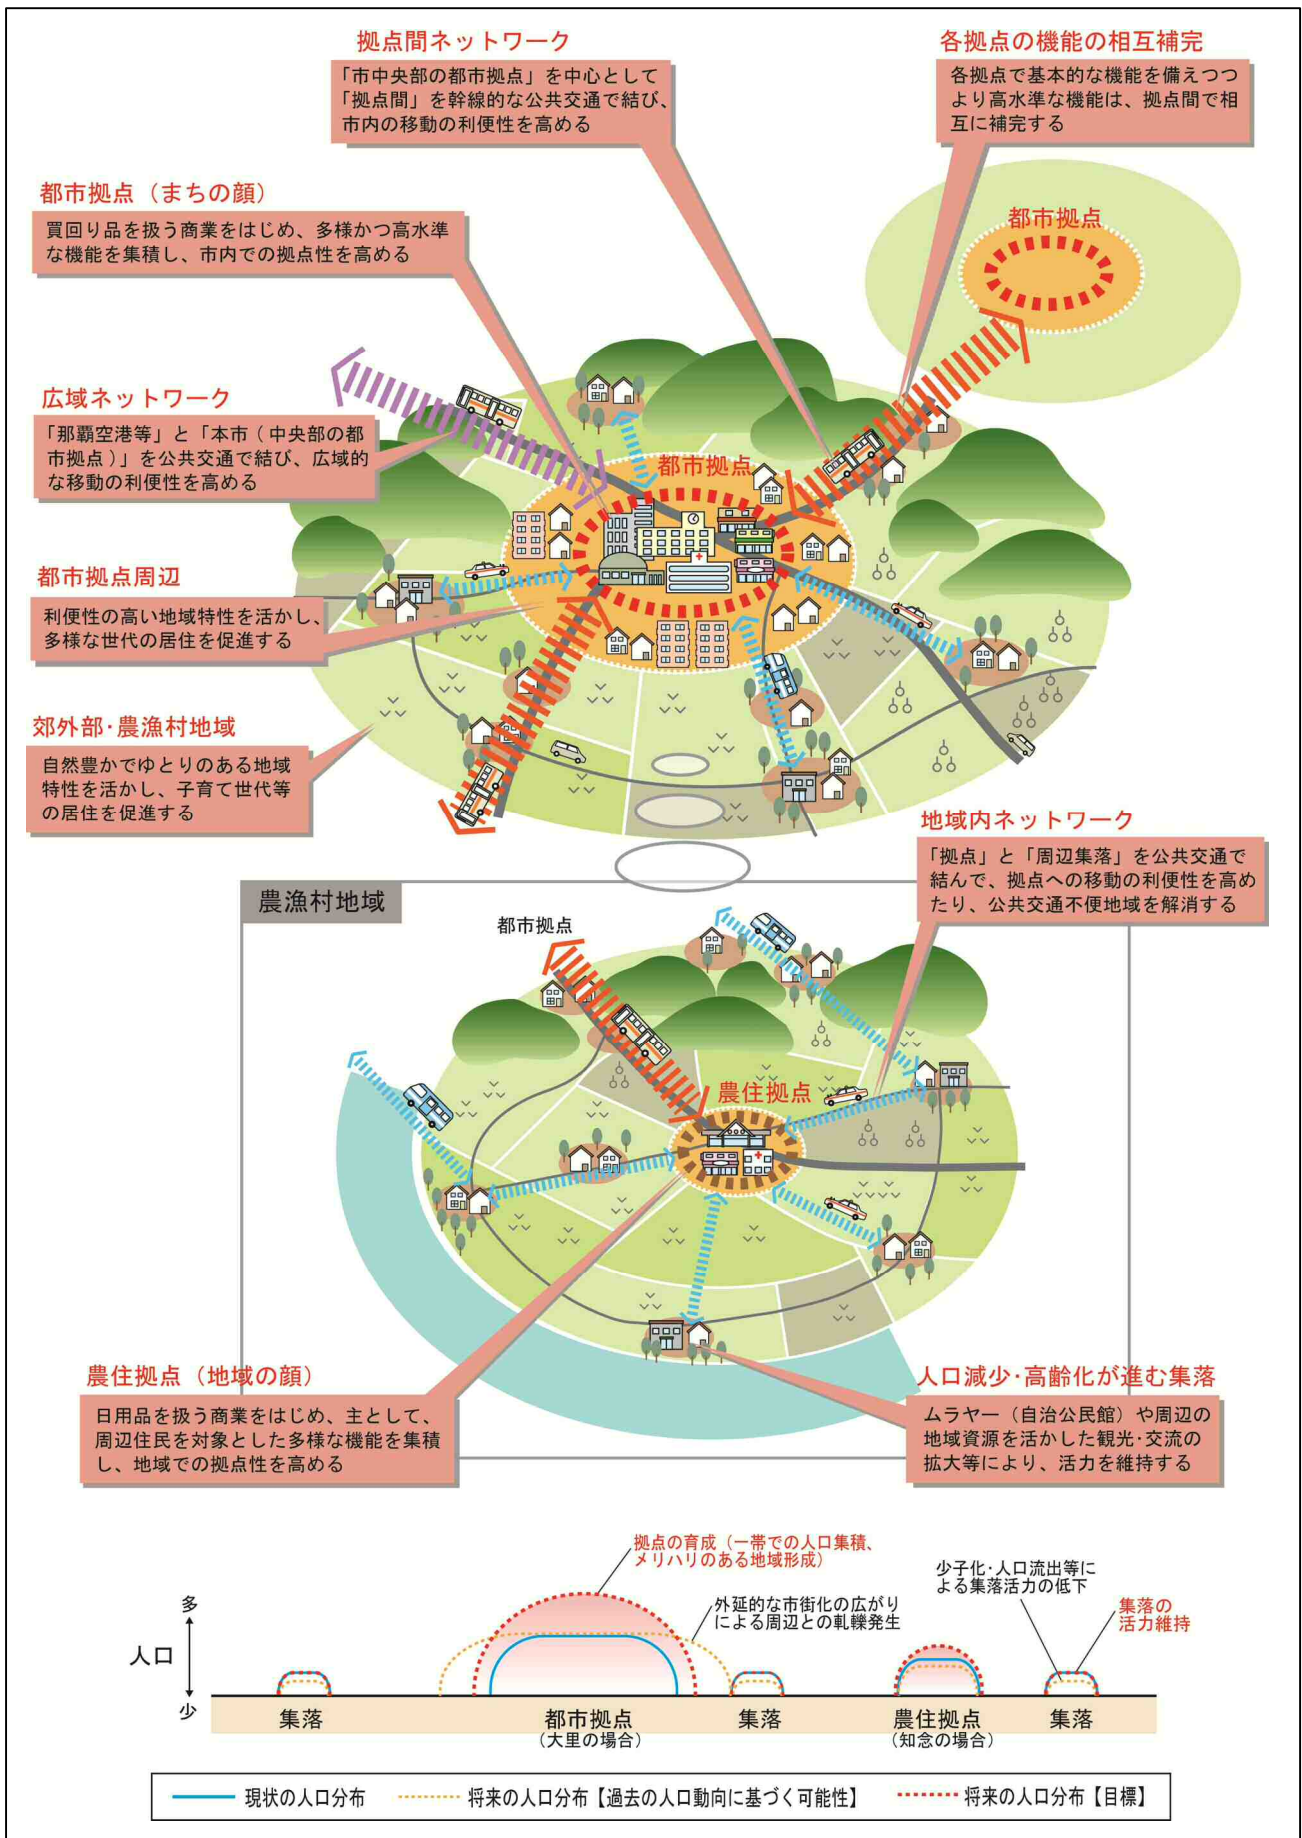 拠点間ネットワーク
「市中央部の都市拠点」を中心として
「拠点間」を幹線的な公共交通で結び、
市内の移動の利便性を高める
各拠点の機能の相互補完
各拠点で基本的な機能を備えつつ
より高水準な機能は、拠点間で相
互に補完する
都市拠点（まちの顔）
買回り品を扱う商業をはじめ、多様かつ高水準
な機能を集積し、市内での拠点性を高める
都市拠点
広域ネットワーク
「那覇空港等」と「本市（中央部の都
市拠点）」を公共交通で結び、広域的
な移動の利便性を高める
都市拠点
都市拠点周辺
利便性の高い地域特性を活かし、
多様な世代の居住を促進する
郊外部・農漁村地域
自然豊かでゆとりのある地域
特性を活かし、子育て世代等
の居住を促進する
地域内ネットワーク
「拠点」と「周辺集落」を公共交通で
結んで、拠点への移動の利便性を高め
たり、公共交通不便地域を解消する
農漁村地域
都市拠点
農住拠点
農住拠点（地域の顔）
日用品を扱う商業をはじめ、主として、
周辺住民を対象とした多様な機能を集積
し、地域での拠点性を高める
人口減少・高齢化が進む集落
ムラヤー（自治公民館）や周辺の
地域資源を活かした観光・交流の
拡大等により、活力を維持する
拠点の育成（一帯での人口集積、
メリハリのある地域形成）
外延的な市街化の広がり
による周辺との軋轢発生
少子化・人口流出等に
よる集落活力の低下
集落の
活力維持
多
人口
少
集落
都市拠点
（大里の場合）
集落
農住拠点
（知念の場合）
集落
現状の人口分布
将来の人口分布【過去の人口動向に基づく可能性】
将来の人口分布【目標】